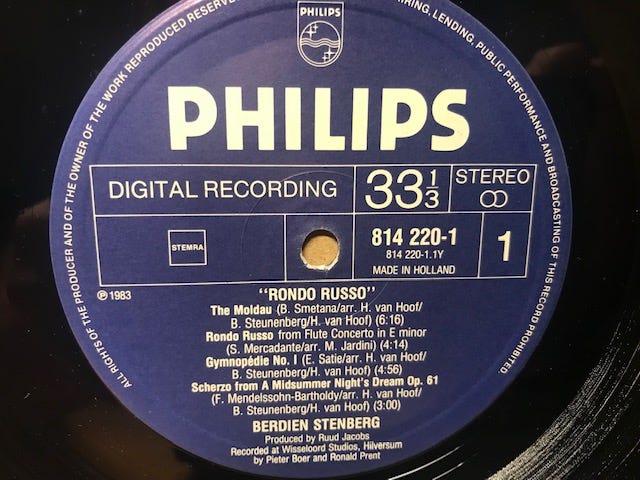 PHILIPS
ALL RIGHTS OF THE PRODUCER AND OF THE OWNER OF THE WORK REPRODUCED RESERVED
HIRING, LENDING, PUBLIC PERFORMANCE AND BROADCASTING OF THIS RECORD PROHIBITED
PHILIPS
DIGITAL RECORDING
33 1/3
STEREO
STEMRA
814 220-1
814 220-1.1Y
MADE IN HOLLAND
1
℗ 1983
"RONDO RUSSO"
The Moldau (B. Smetana/arr. H. van Hoof/
B. Steunenberg/H. van Hoof) (6:16)
Rondo Russo from Flute Concerto in E minor
(S. Mercadante/arr. M. Jardini) (4:14)
Gymnopédie No. I (E. Satie/arr. H. van Hoof/
B. Steunenberg/H. van Hoof) (4:56)
Scherzo from A Midsummer Night's Dream Op. 61
(F. Mendelssohn-Bartholdy/arr. H. van Hoof/
B. Steunenberg/H. van Hoof) (3:00)
BERDIEN STENBERG
Produced by Ruud Jacobs
Recorded at Wisseloord Studios, Hilversum
by Pieter Boer and Ronald Prent